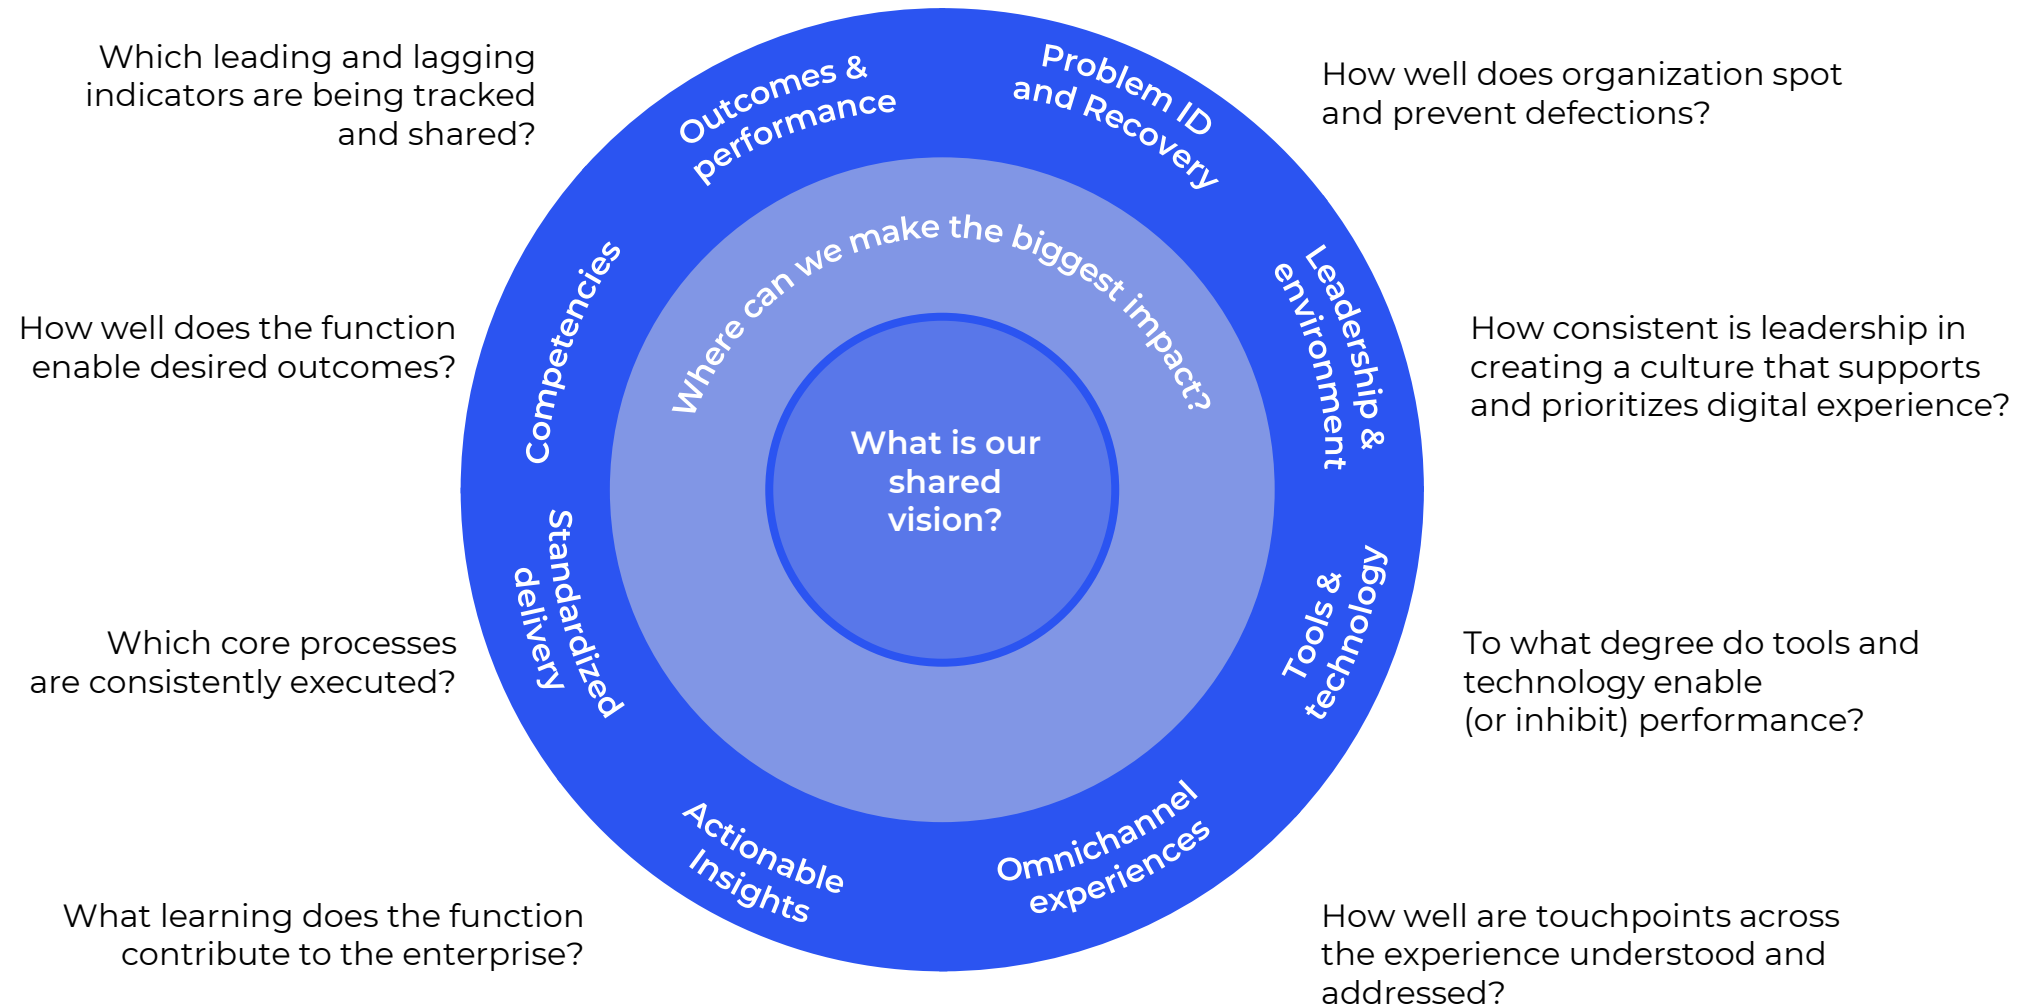 Which leading and lagging
indicators are being tracked
and shared?
Outcomes &
performance
Problem ID
and Recovery
How well does organization spot
and prevent defections?
How well does the function
enable desired outcomes?
Competencies
Where can we make the biggest impact?
Leadership &
environment
How consistent is leadership in
creating a culture that supports
and prioritizes digital experience?
What is our
shared
vision?
Which core processes
are consistently executed?
Standardized
delivery
Tools &
technology
To what degree do tools and
technology enable
(or inhibit) performance?
What learning does the function
contribute to the enterprise?
Actionable
Insights
Omnichannel
experiences
How well are touchpoints across
the experience understood and
addressed?